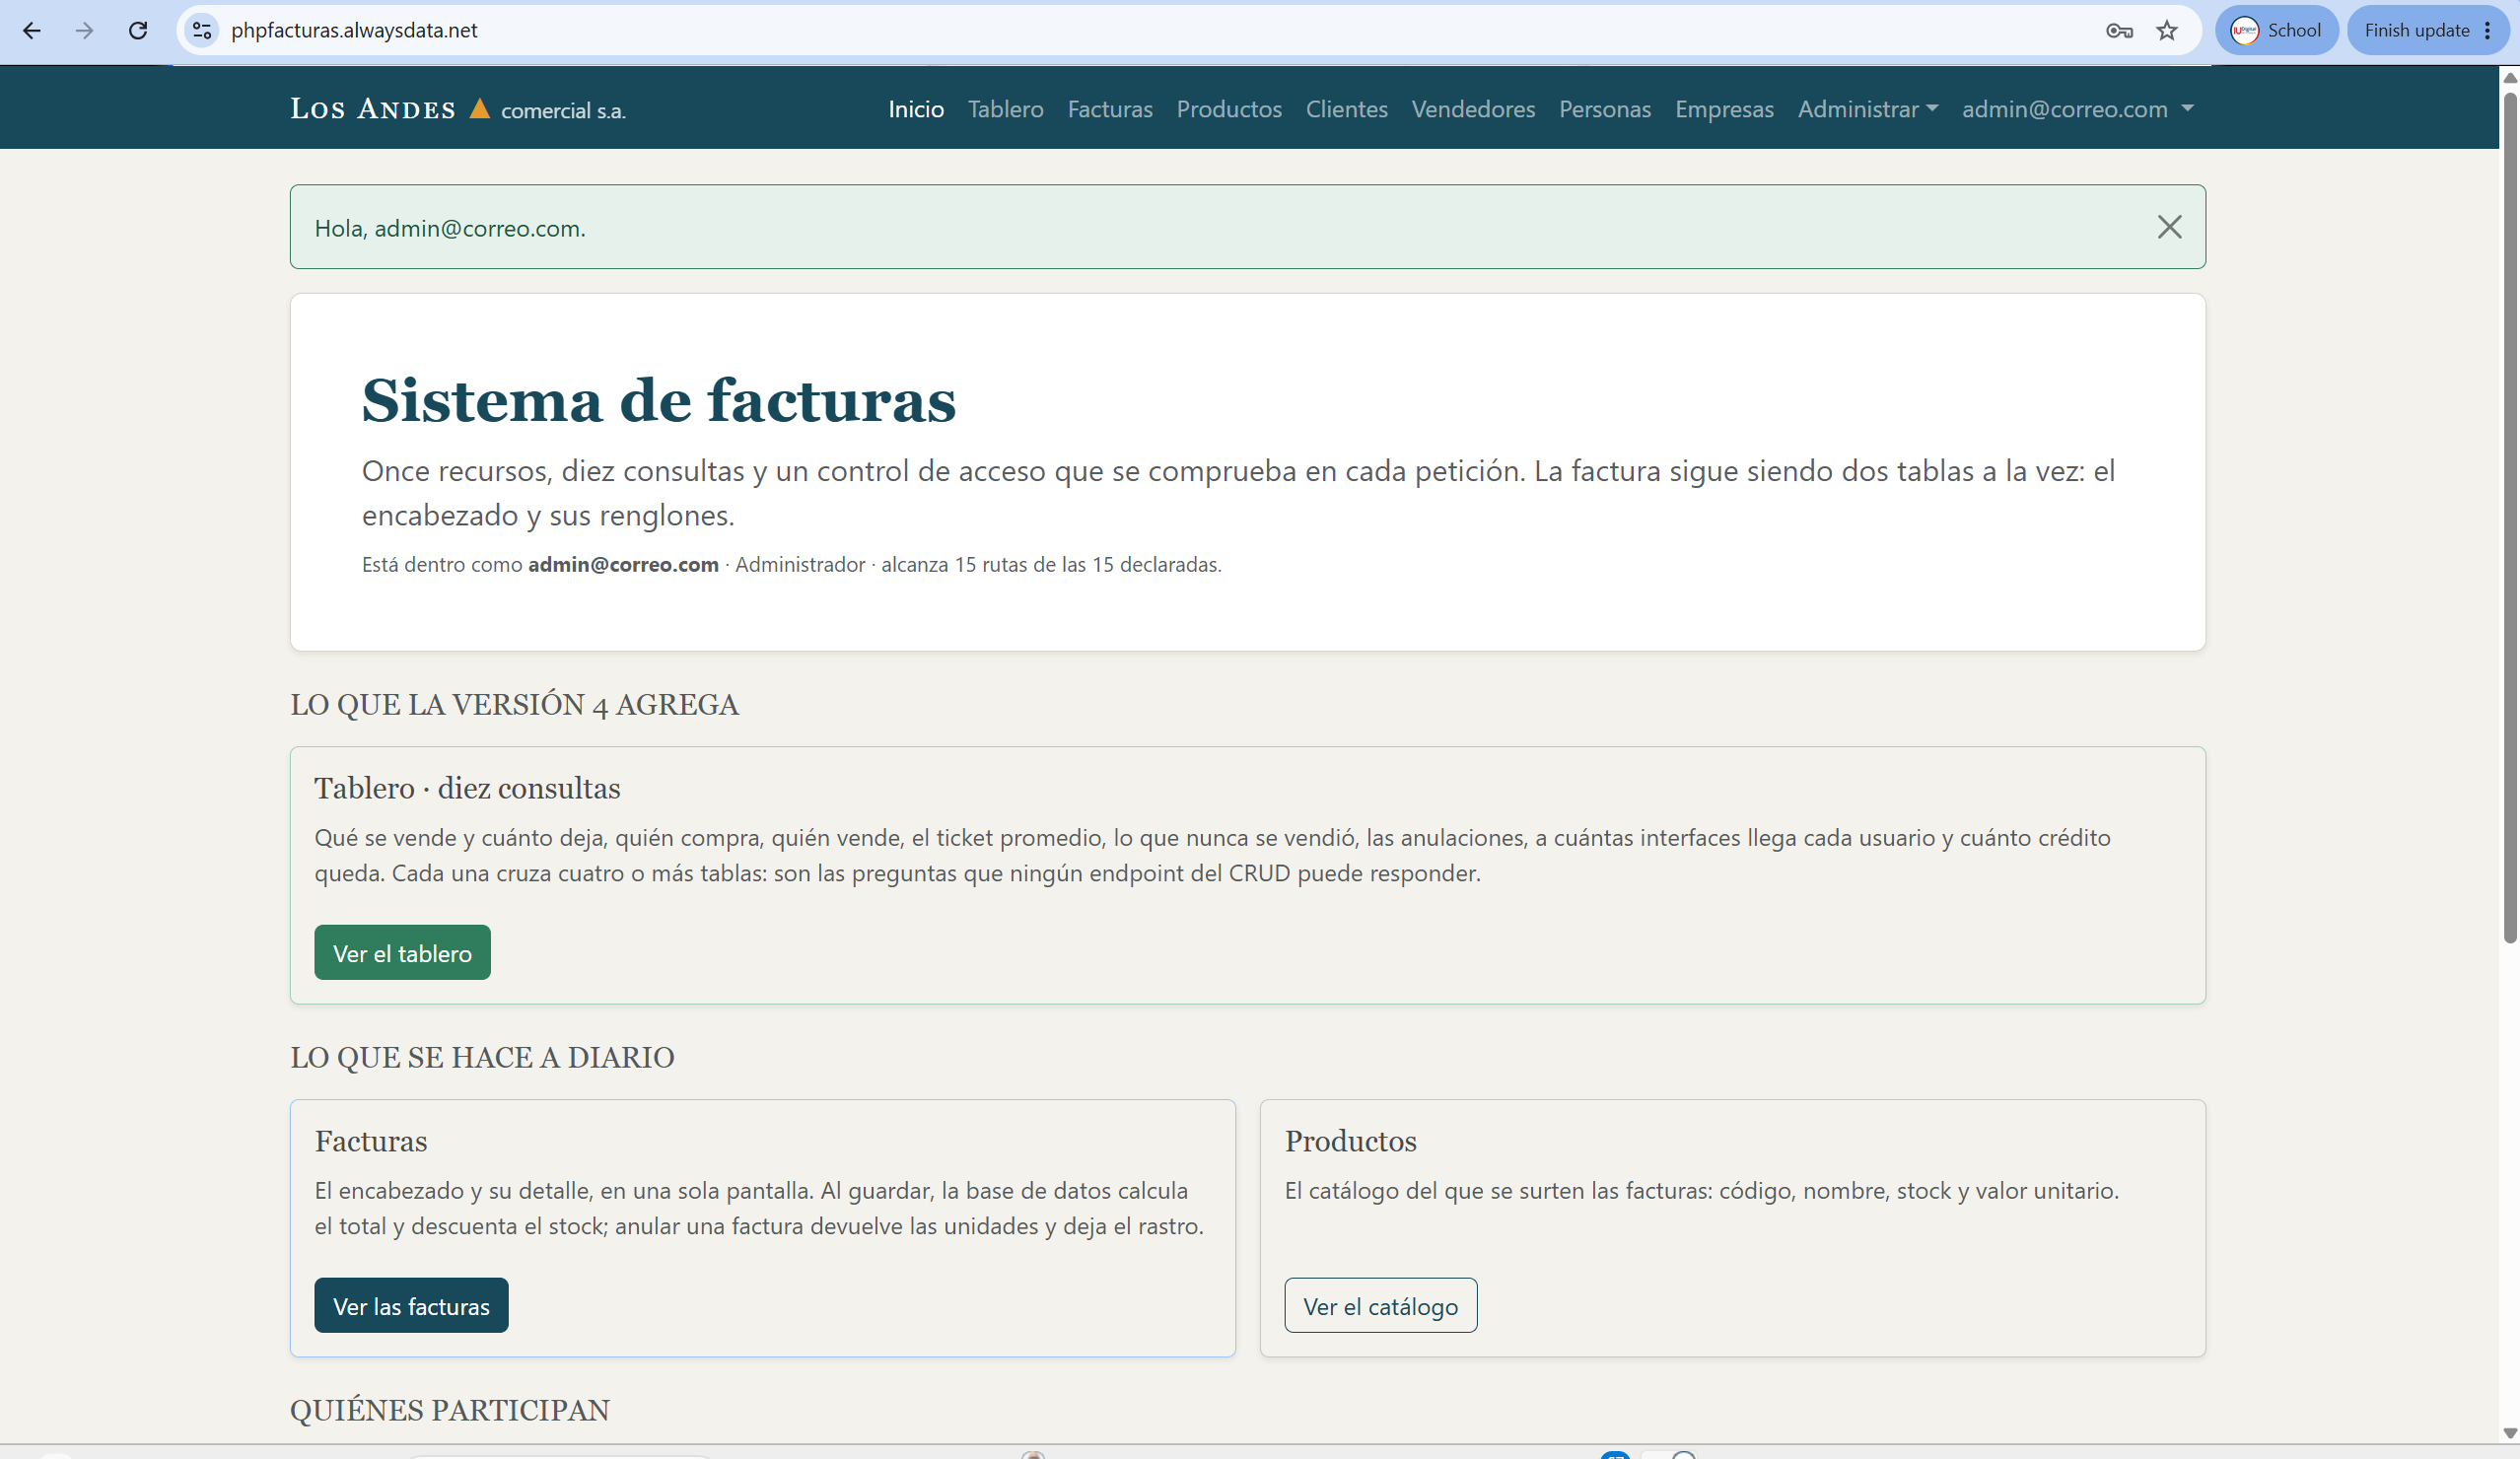 phpfacturas.alwaysdata.net
School
Finish update
LOS ANDES comercial s.a.
Inicio Tablero Facturas Productos Clientes Vendedores Personas Empresas Administrar admin@correo.com
Hola, admin@correo.com.
Sistema de facturas
Once recursos, diez consultas y un control de acceso que se comprueba en cada petición. La factura sigue siendo dos tablas a la vez: el
encabezado y sus renglones.
Está dentro como admin@correo.com · Administrador · alcanza 15 rutas de las 15 declaradas.
LO QUE LA VERSIÓN 4 AGREGA
Tablero · diez consultas
Qué se vende y cuánto deja, quién compra, quién vende, el ticket promedio, lo que nunca se vendió, las anulaciones, a cuántas interfaces llega cada usuario y cuánto crédito
queda. Cada una cruza cuatro o más tablas: son las preguntas que ningún endpoint del CRUD puede responder.
Ver el tablero
LO QUE SE HACE A DIARIO
Facturas
El encabezado y su detalle, en una sola pantalla. Al guardar, la base de datos calcula
el total y descuenta el stock; anular una factura devuelve las unidades y deja el rastro.
Ver las facturas
Productos
El catálogo del que se surten las facturas: código, nombre, stock y valor unitario.
Ver el catálogo
QUIÉNES PARTICIPAN